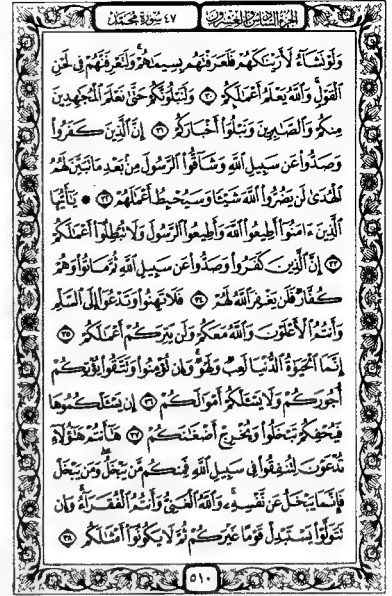 الجزء السادس والعشرون ٤٧ سورة محمد
وَلَوْ نَشَآءُ لَأَرَيْنَٰكَهُمْ فَلَعَرَفْتَهُم بِسِيمَٰهُمْ ۚ وَلَتَعْرِفَنَّهُمْ فِى لَحْنِ
ٱلْقَوْلِ ۚ وَٱللَّهُ يَعْلَمُ أَعْمَٰلَكُمْ ٣٠ وَلَنَبْلُوَنَّكُمْ حَتَّىٰ نَعْلَمَ ٱلْمُجَٰهِدِينَ
مِنكُمْ وَٱلصَّٰبِرِينَ وَنَبْلُوَا۟ أَخْبَارَكُمْ ٣١ إِنَّ ٱلَّذِينَ كَفَرُوا۟
وَصَدُّوا۟ عَن سَبِيلِ ٱللَّهِ وَشَآقُّوا۟ ٱلرَّسُولَ مِنۢ بَعْدِ مَا تَبَيَّنَ لَهُمُ
ٱلْهُدَىٰ لَن يَضُرُّوا۟ ٱللَّهَ شَيْـًٔا وَسَيُحْبِطُ أَعْمَٰلَهُمْ ٣٢ ۞ يَٰٓأَيُّهَا
ٱلَّذِينَ ءَامَنُوٓا۟ أَطِيعُوا۟ ٱللَّهَ وَأَطِيعُوا۟ ٱلرَّسُولَ وَلَا تُبْطِلُوٓا۟ أَعْمَٰلَكُمْ
٣٣ إِنَّ ٱلَّذِينَ كَفَرُوا۟ وَصَدُّوا۟ عَن سَبِيلِ ٱللَّهِ ثُمَّ مَاتُوا۟ وَهُمْ
كُفَّارٌ فَلَن يَغْفِرَ ٱللَّهُ لَهُمْ ٣٤ فَلَا تَهِنُوا۟ وَتَدْعُوٓا۟ إِلَى ٱلسَّلْمِ
وَأَنتُمُ ٱلْأَعْلَوْنَ وَٱللَّهُ مَعَكُمْ وَلَن يَتِرَكُمْ أَعْمَٰلَكُمْ ٣٥
إِنَّمَا ٱلْحَيَوٰةُ ٱلدُّنْيَا لَعِبٌ وَلَهْوٌ ۚ وَإِن تُؤْمِنُوا۟ وَتَتَّقُوا۟ يُؤْتِكُمْ
أُجُورَكُمْ وَلَا يَسْـَٔلْكُمْ أَمْوَٰلَكُمْ ٣٦ إِن يَسْـَٔلْكُمُوهَا
فَيُحْفِكُمْ تَبْخَلُوا۟ وَيُخْرِجْ أَضْغَٰنَكُمْ ٣٧ هَٰٓأَنتُمْ هَٰٓؤُلَآءِ
تُدْعَوْنَ لِتُنفِقُوا۟ فِى سَبِيلِ ٱللَّهِ فَمِنكُم مَّن يَبْخَلُ ۖ وَمَن يَبْخَلْ
فَإِنَّمَا يَبْخَلُ عَن نَّفْسِهِۦ ۚ وَٱللَّهُ ٱلْغَنِىُّ وَأَنتُمُ ٱلْفُقَرَآءُ ۚ وَإِن
تَتَوَلَّوْا۟ يَسْتَبْدِلْ قَوْمًا غَيْرَكُمْ ثُمَّ لَا يَكُونُوٓا۟ أَمْثَٰلَكُم ٣٨
٥١٠